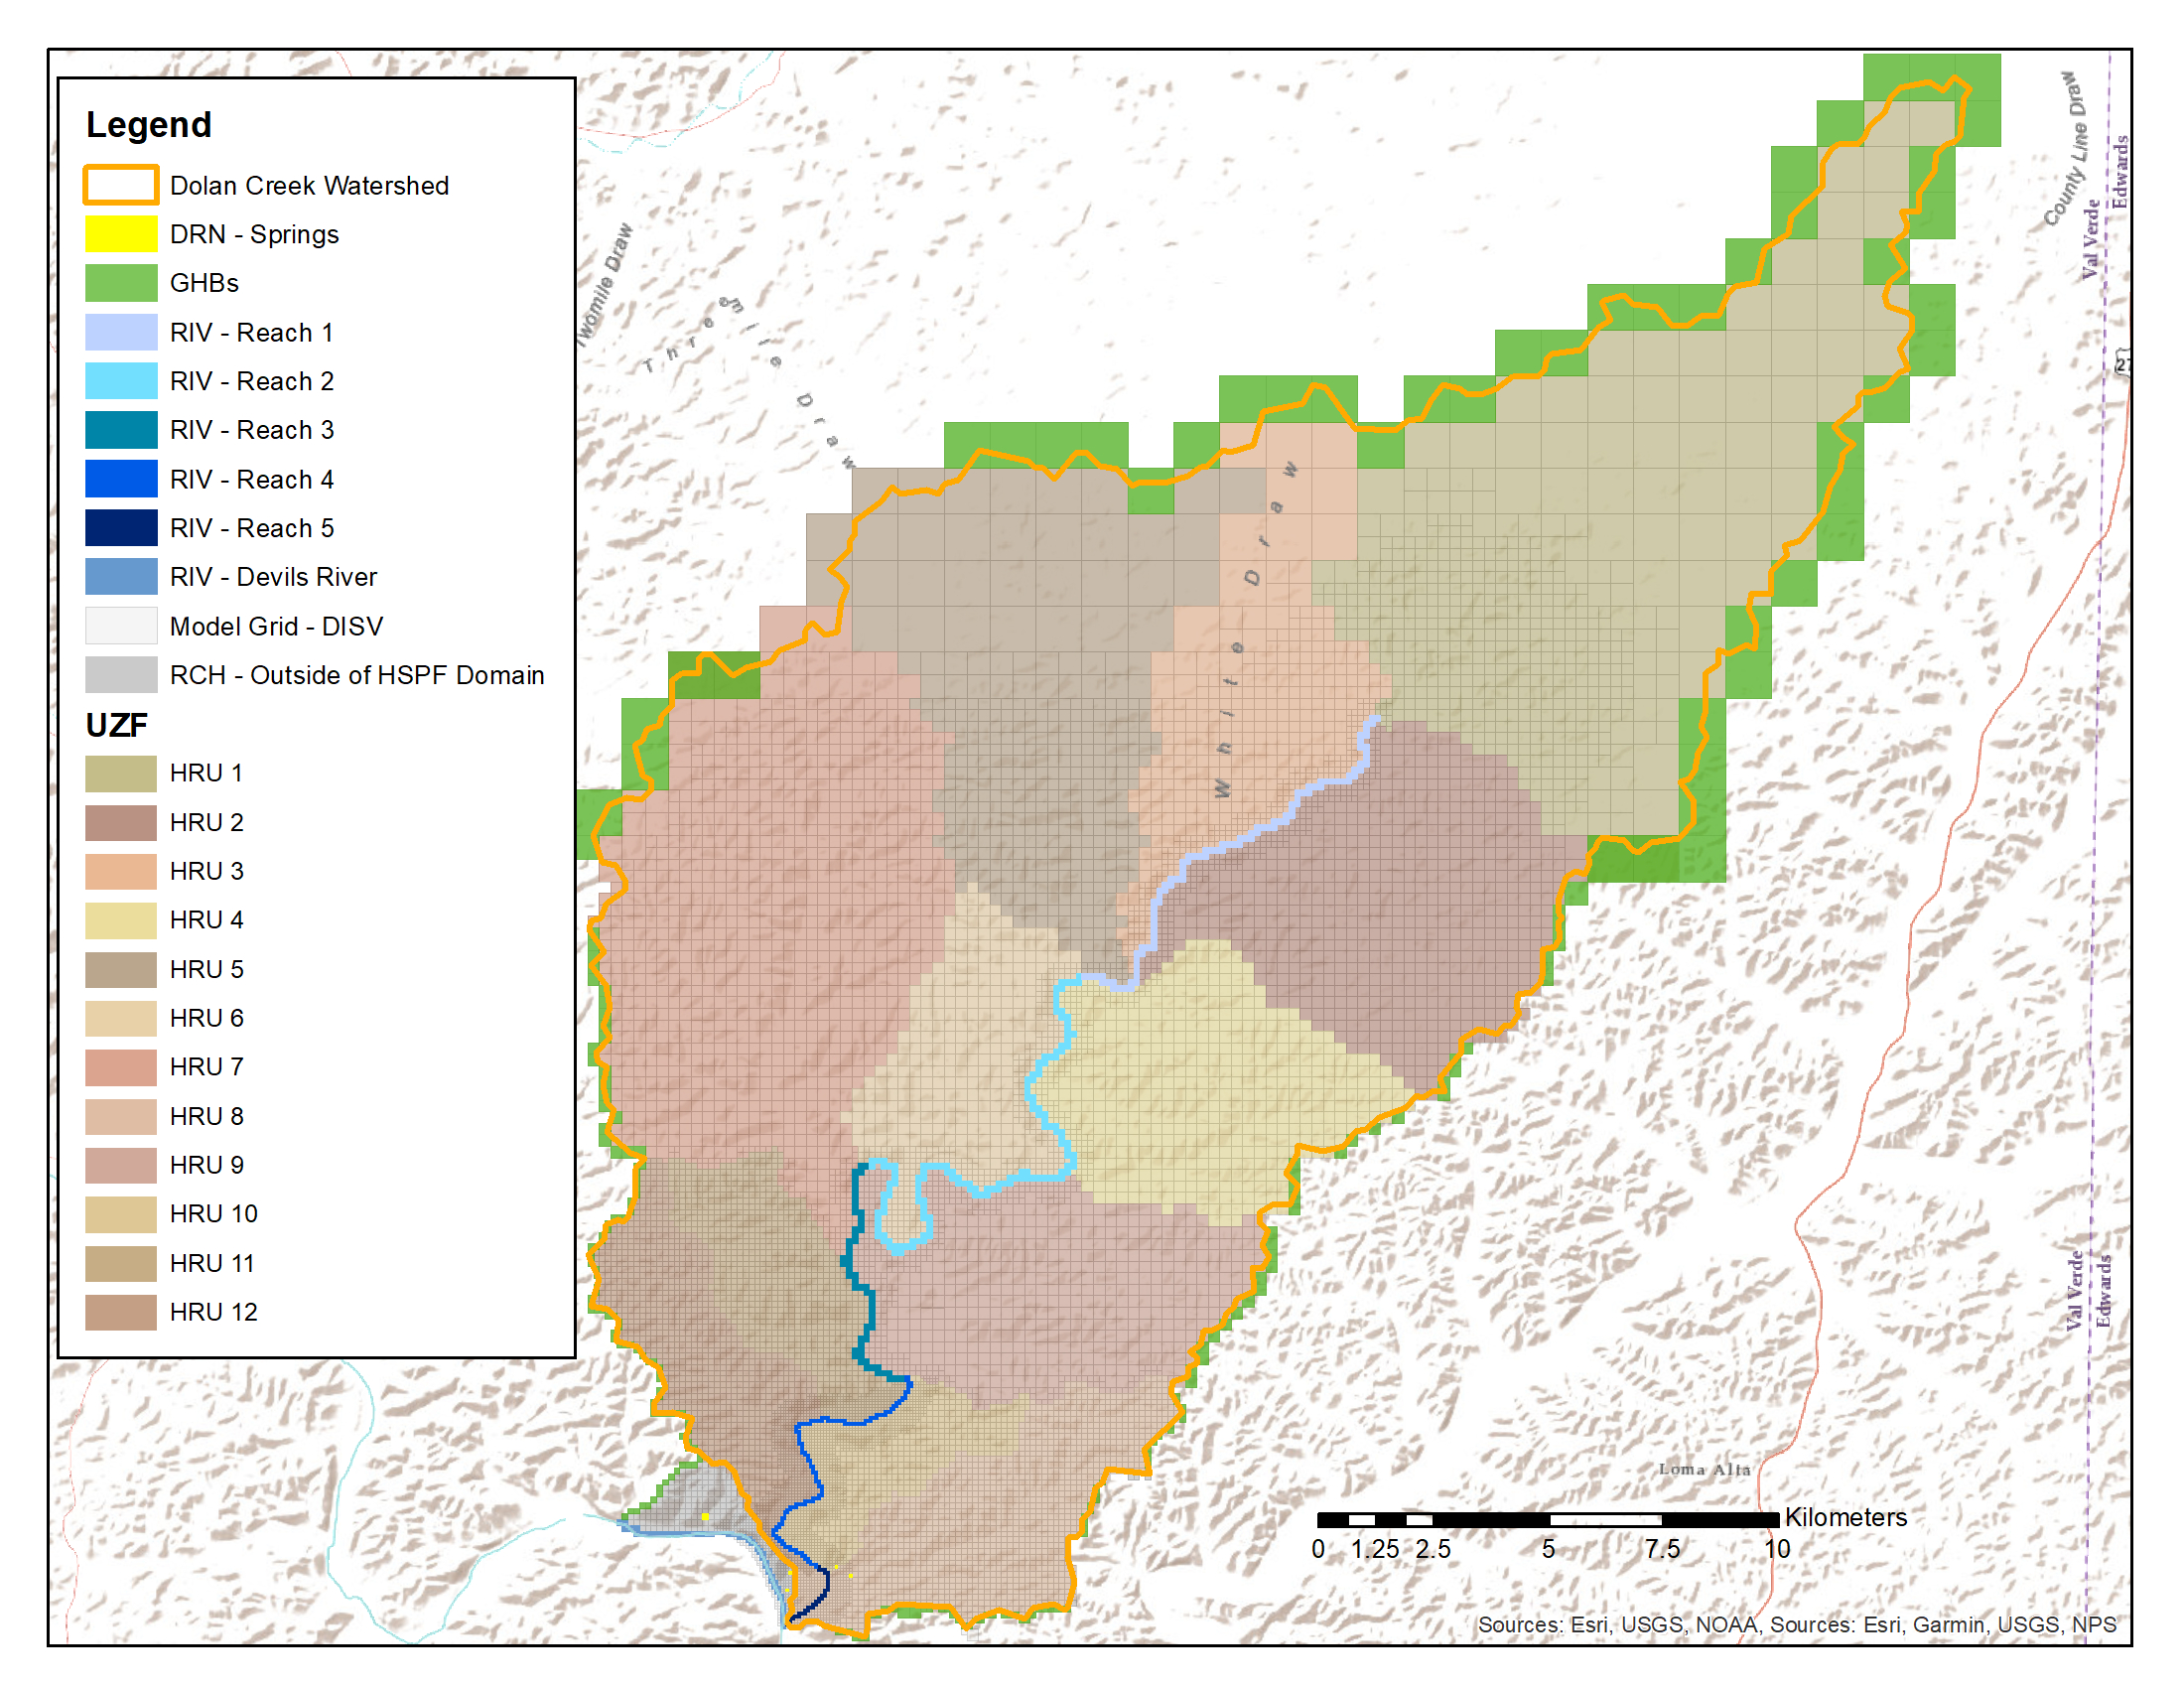 Legend
Dolan Creek Watershed
DRN - Springs
GHBs
RIV - Reach 1
RIV - Reach 2
RIV - Reach 3
RIV - Reach 4
RIV - Reach 5
RIV - Devils River
Model Grid - DISV
RCH - Outside of HSPF Domain
UZF
HRU 1
HRU 2
HRU 3
HRU 4
HRU 5
HRU 6
HRU 7
HRU 8
HRU 9
HRU 10
HRU 11
HRU 12
Twomile Draw
Threemile Draw
White Draw
County Line Draw
Val Verde
Edwards
27
Val Verde
Edwards
Loma Alta
Kilometers
0 1.25 2.5 5 7.5 10
Sources: Esri, USGS, NOAA, Sources: Esri, Garmin, USGS, NPS